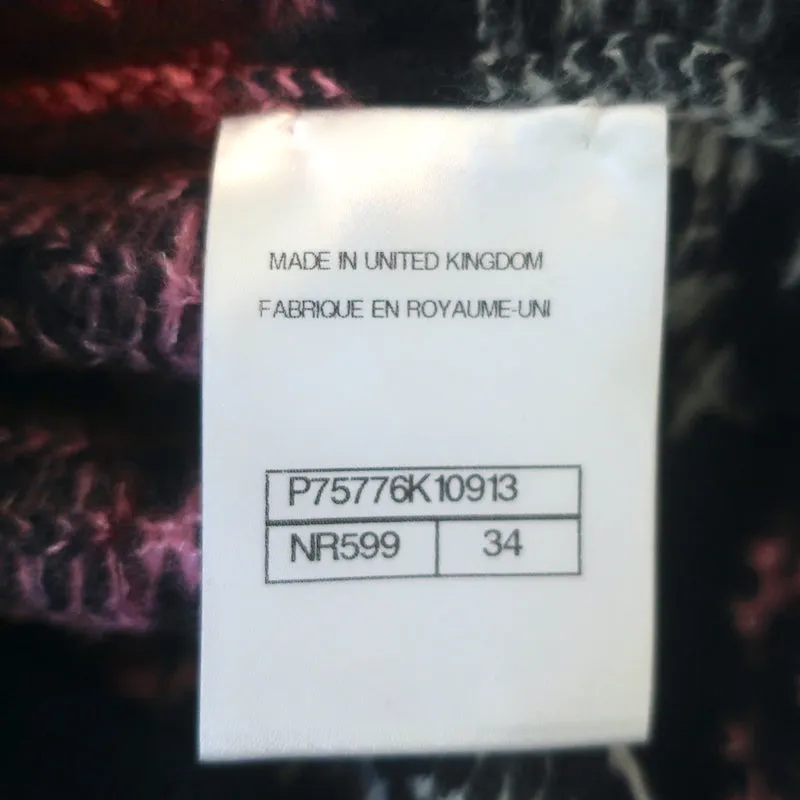 MADE IN UNITED KINGDOM
FABRIQUE EN ROYAUME-UNI
P75776K10913
NR599 34